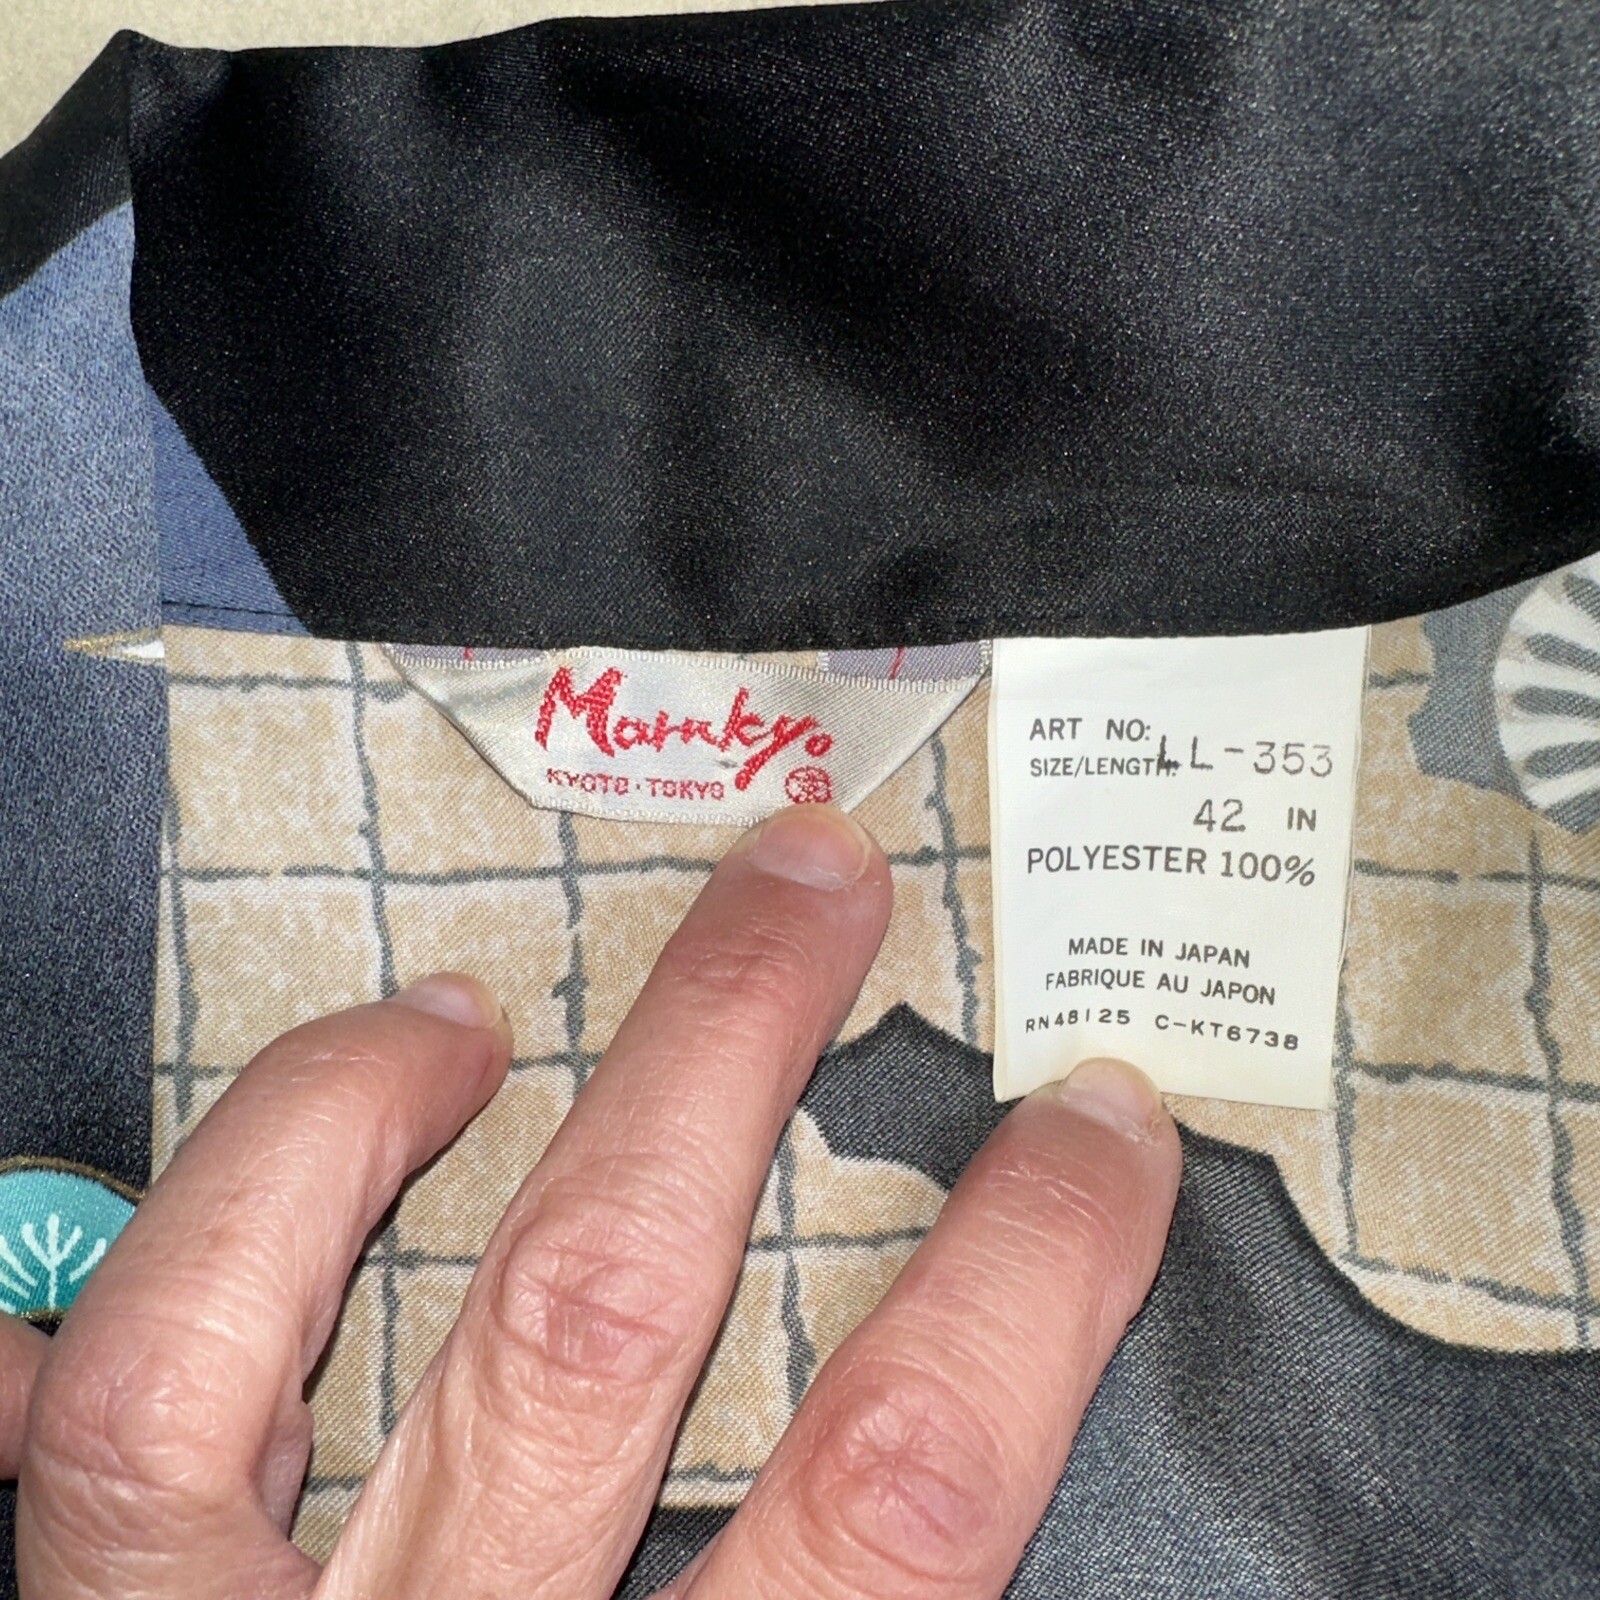 Marukyo
KYOTO · TOKYO
ART NO: LL-353
SIZE/LENGTH:
42 IN
POLYESTER 100%
MADE IN JAPAN
FABRIQUE AU JAPON
RN48125 C-KT6738